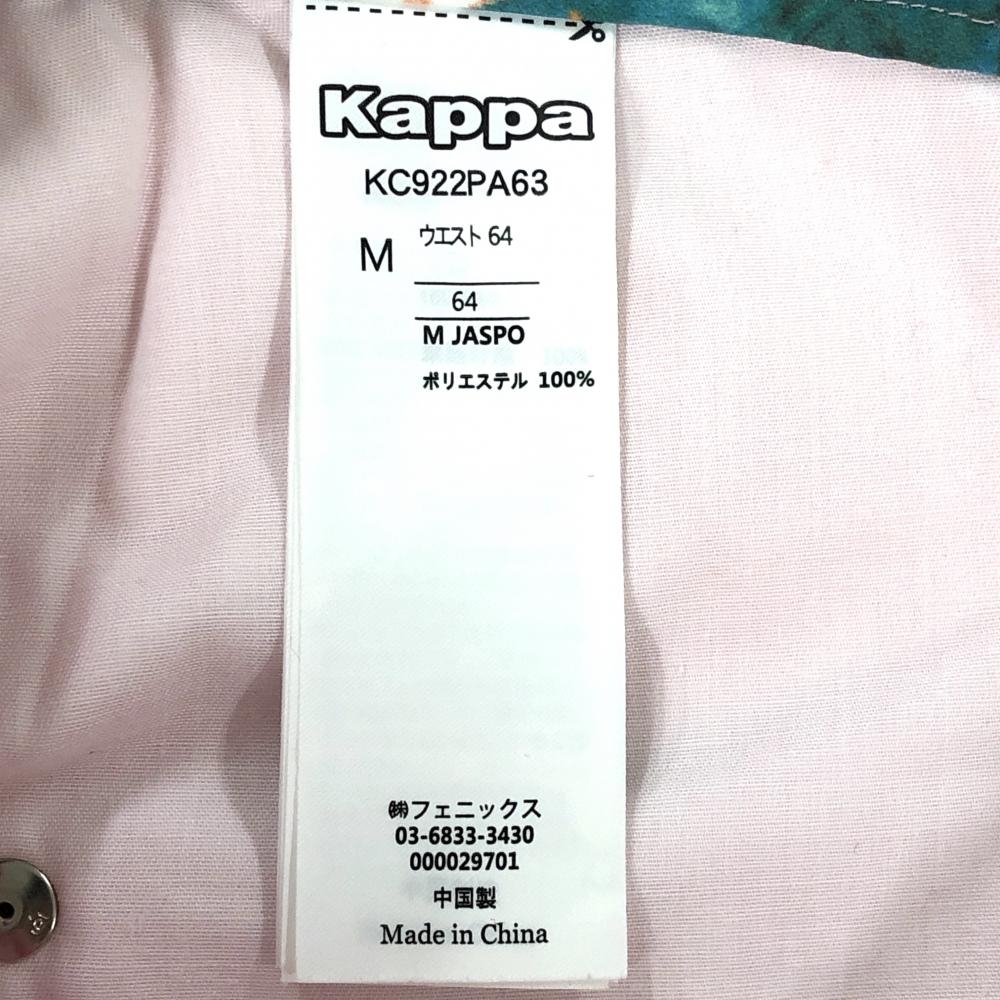 Kappa
KC922PA63
M
ウエスト 64
64
M JASPO
ポリエステル 100%
㈱フェニックス
03-6833-3430
000029701
中国製
Made in China